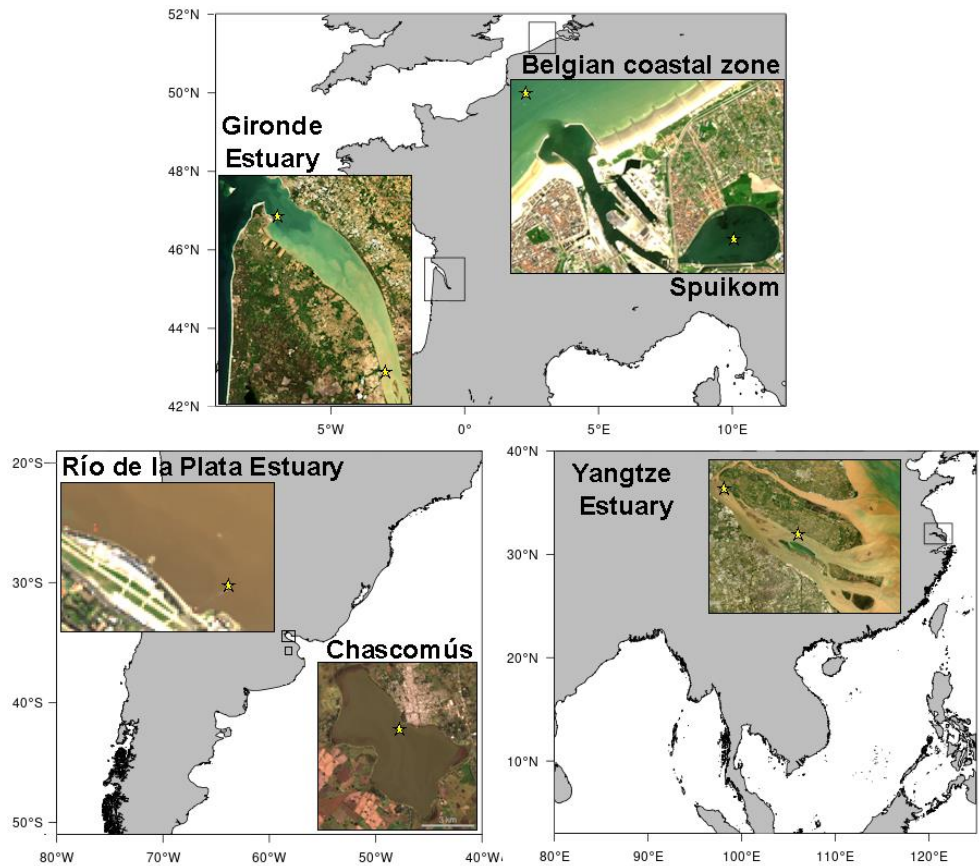 52°N
50°N
48°N
46°N
44°N
42°N
Belgian coastal zone
Gironde
Estuary
Spuikom
5°W
0°
5°E
10°E
20°S
30°S
40°S
50°S
Río de la Plata Estuary
Chascomús
3 km
80°W
70°W
60°W
50°W
40°W
40°N
30°N
20°N
10°N
Yangtze
Estuary
80°E
90°E
100°E
110°E
120°E